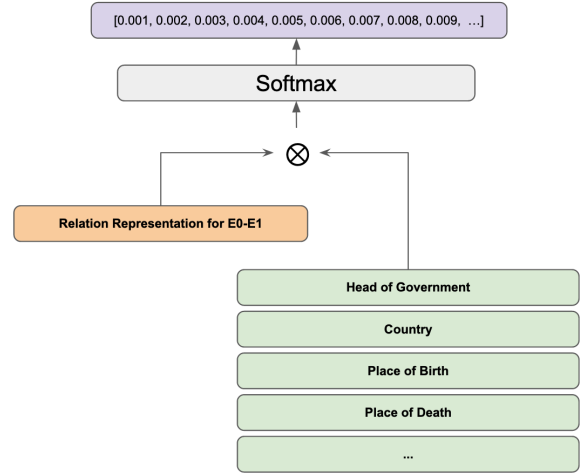 [0.001, 0.002, 0.003, 0.004, 0.005, 0.006, 0.007, 0.008, 0.009, ...]
Softmax
Relation Representation for E0-E1
Head of Government
Country
Place of Birth
Place of Death
...